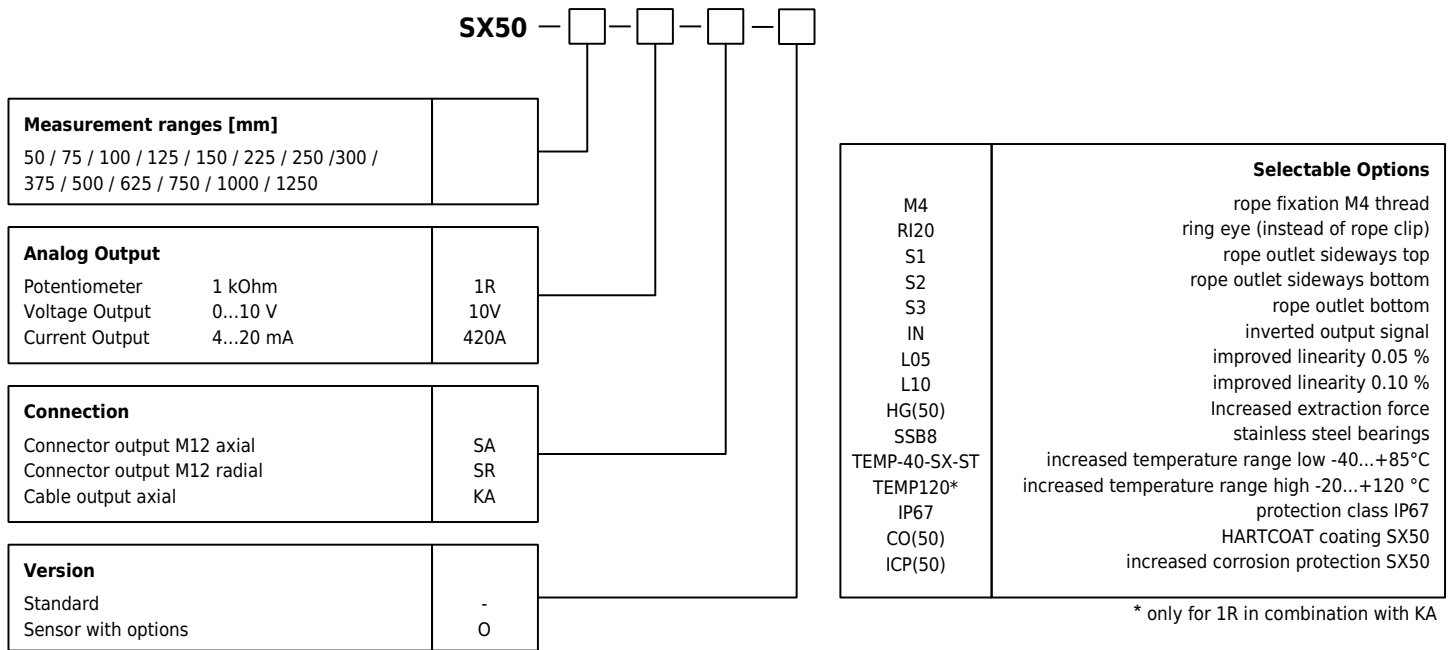 SX50
Measurement ranges [mm]
50 / 75 / 100 / 125 / 150 / 225 / 250 /300 /
375 / 500 / 625 / 750 / 1000 / 1250
Analog Output
Potentiometer 1 kOhm 1R
Voltage Output 0...10 V 10V
Current Output 4...20 mA 420A
Connection
Connector output M12 axial SA
Connector output M12 radial SR
Cable output axial KA
Version
Standard -
Sensor with options O
Selectable Options
M4 rope fixation M4 thread
RI20 ring eye (instead of rope clip)
S1 rope outlet sideways top
S2 rope outlet sideways bottom
S3 rope outlet bottom
IN inverted output signal
L05 improved linearity 0.05 %
L10 improved linearity 0.10 %
HG(50) Increased extraction force
SSB8 stainless steel bearings
TEMP-40-SX-ST increased temperature range low -40...+85°C
TEMP120* increased temperature range high -20...+120 °C
IP67 protection class IP67
CO(50) HARTCOAT coating SX50
ICP(50) increased corrosion protection SX50
* only for 1R in combination with KA